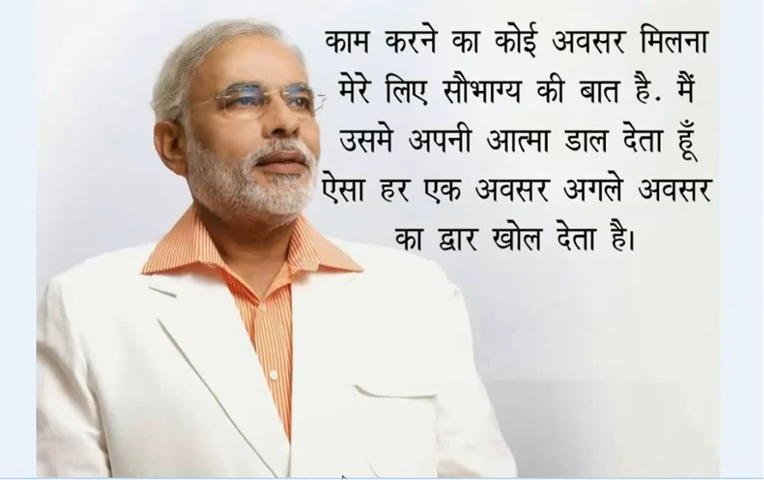 काम करने का कोई अवसर मिलना
मेरे लिए सौभाग्य की बात है. मैं
उसमे अपनी आत्मा डाल देता हूँ
ऐसा हर एक अवसर अगले अवसर
का द्वार खोल देता है।